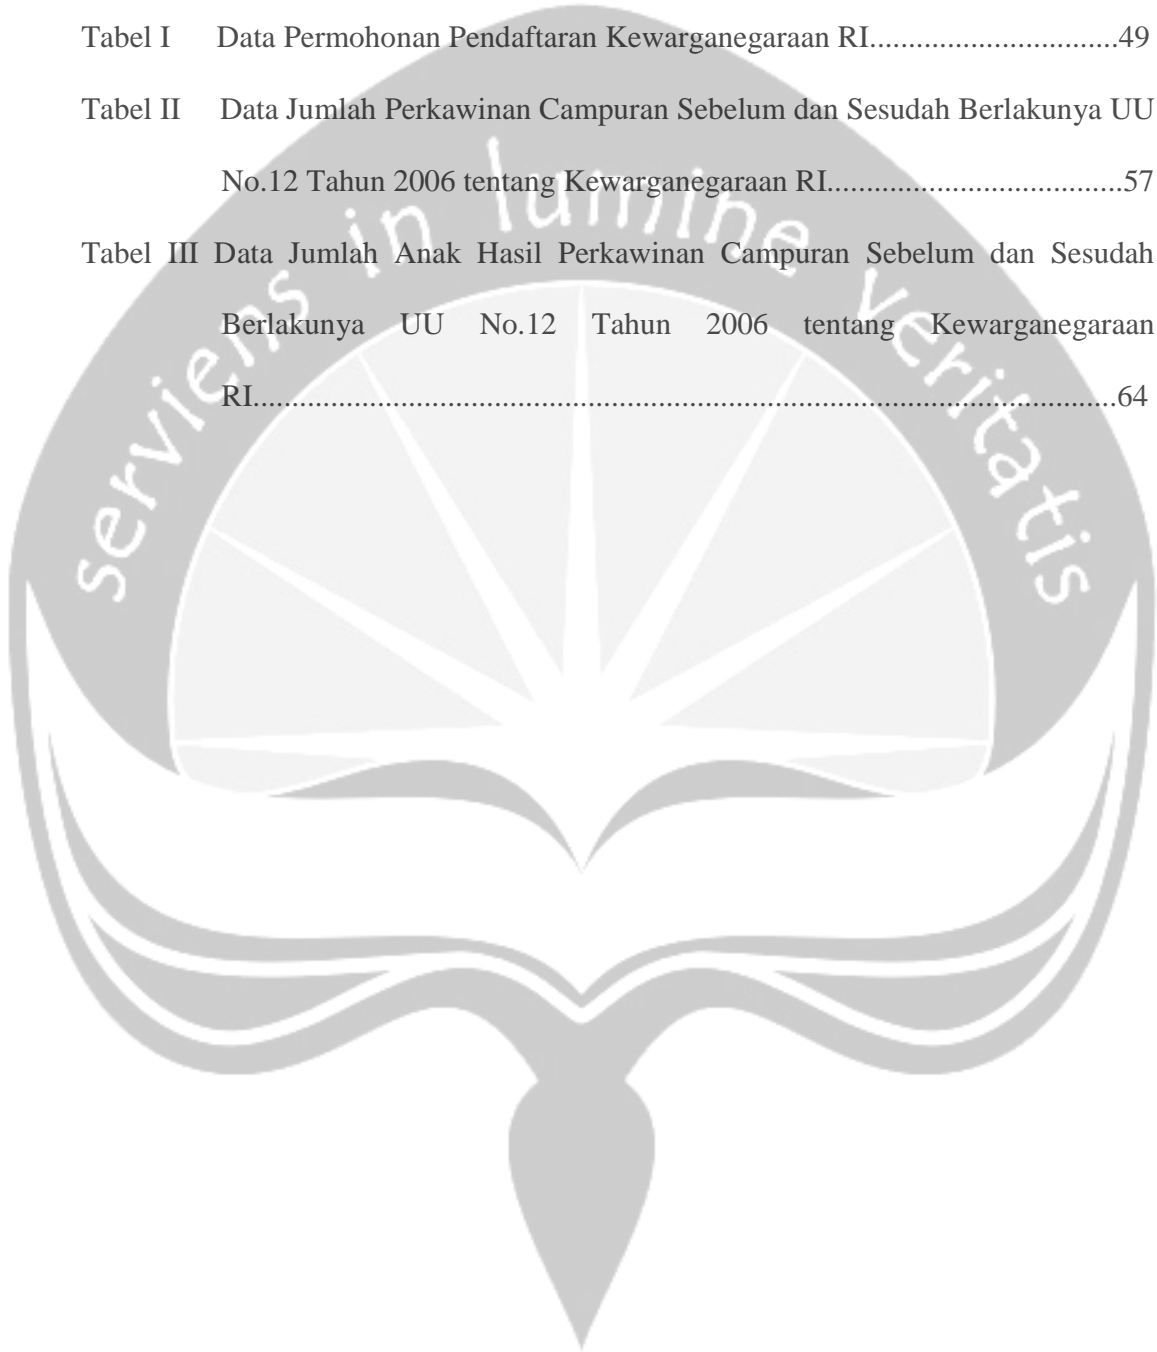 Tabel I Data Permohonan Pendaftaran Kewarganegaraan RI...............................49
Tabel II Data Jumlah Perkawinan Campuran Sebelum dan Sesudah Berlakunya UU
No.12 Tahun 2006 tentang Kewarganegaraan RI....................................57
Tabel III Data Jumlah Anak Hasil Perkawinan Campuran Sebelum dan Sesudah
Berlakunya UU No.12 Tahun 2006 tentang Kewarganegaraan
RI...............................................................................................................64
serviens in lumine veritatis